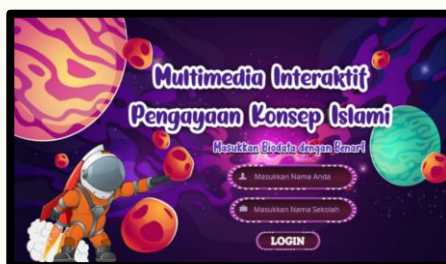 Multimedia Interaktif
Pengayaan Konsep Islami
Masukkan Biodata dengan Benar!
Masukkan Nama Anda
Masukkan Nama Sekolah
LOGIN